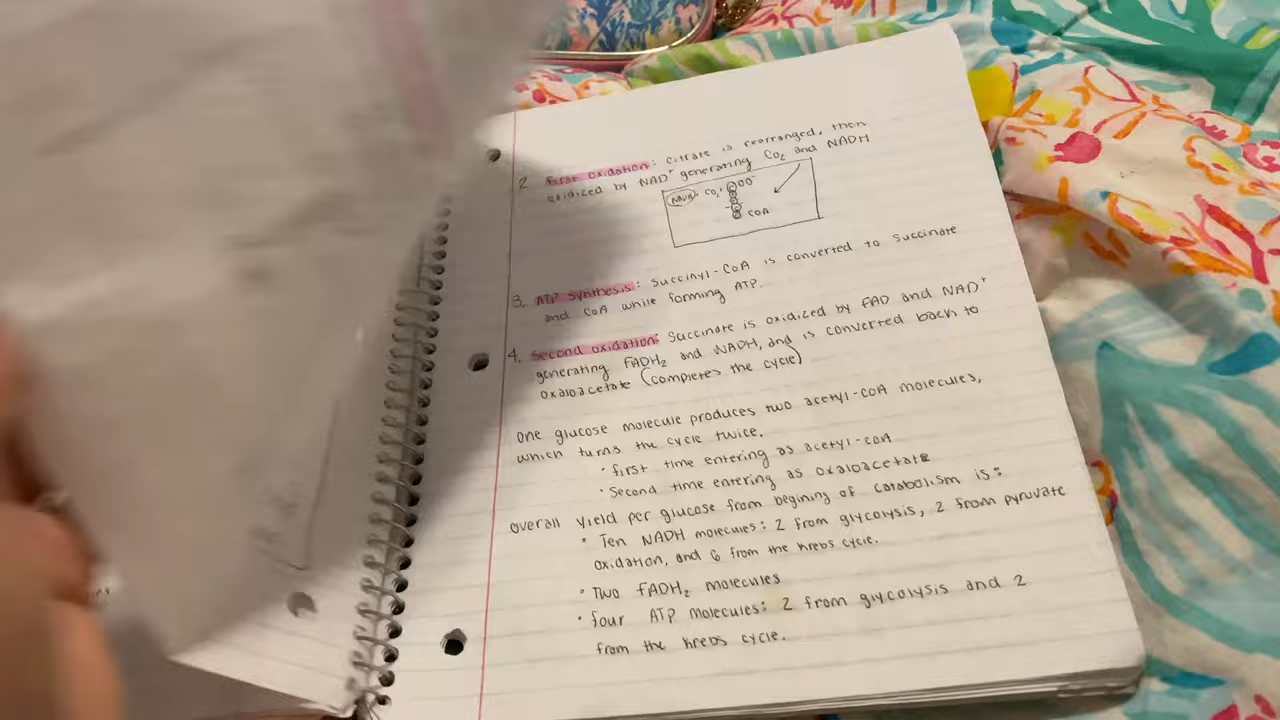 2 First oxidation: Citrate is rearranged, then
oxidized by NAD+ generating CO2 and NADH
NADH, CO2,
OO-
COA
3. ATP synthesis: Succinyl-CoA is converted to Succinate
and CoA while forming ATP.
4. Second oxidation: Succinate is oxidized by FAD and NAD+
generating FADH2 and NADH, and is converted back to
oxaloacetate (completes the cycle)
One glucose molecule produces two acetyl-COA molecules,
which turns the cycle twice.
• first time entering as acetyl-CoA
• Second time entering as oxaloacetate
overall yield per glucose from begining of catabolism is:
• Ten NADH molecules: 2 from glycolysis, 2 from pyruvate
oxidation, and 6 from the Krebs cycle.
• Two FADH2 molecules
• four ATP molecules: 2 from glycolysis and 2
from the Krebs cycle.